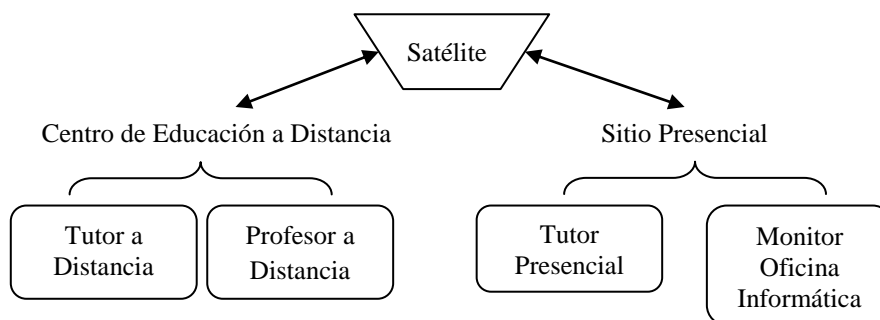 Satélite
Centro de Educación a Distancia
Sitio Presencial
Tutor a
Distancia
Profesor a
Distancia
Tutor
Presencial
Monitor
Oficina
Informática